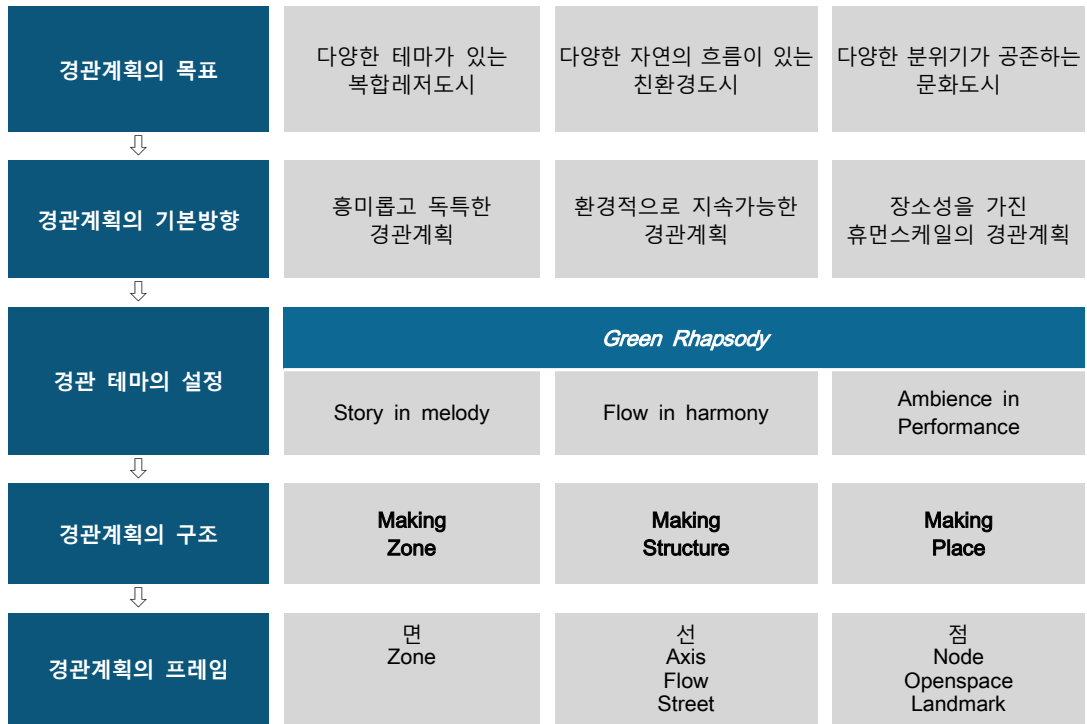 경관계획의 목표
다양한 테마가 있는
복합레저도시
다양한 자연의 흐름이 있는
친환경도시
다양한 분위기가 공존하는
문화도시
경관계획의 기본방향
흥미롭고 독특한
경관계획
환경적으로 지속가능한
경관계획
장소성을 가진
휴먼스케일의 경관계획
경관 테마의 설정
Green Rhapsody
Story in melody
Flow in harmony
Ambience in
Performance
경관계획의 구조
Making
Zone
Making
Structure
Making
Place
경관계획의 프레임
면
Zone
선
Axis
Flow
Street
점
Node
Openspace
Landmark